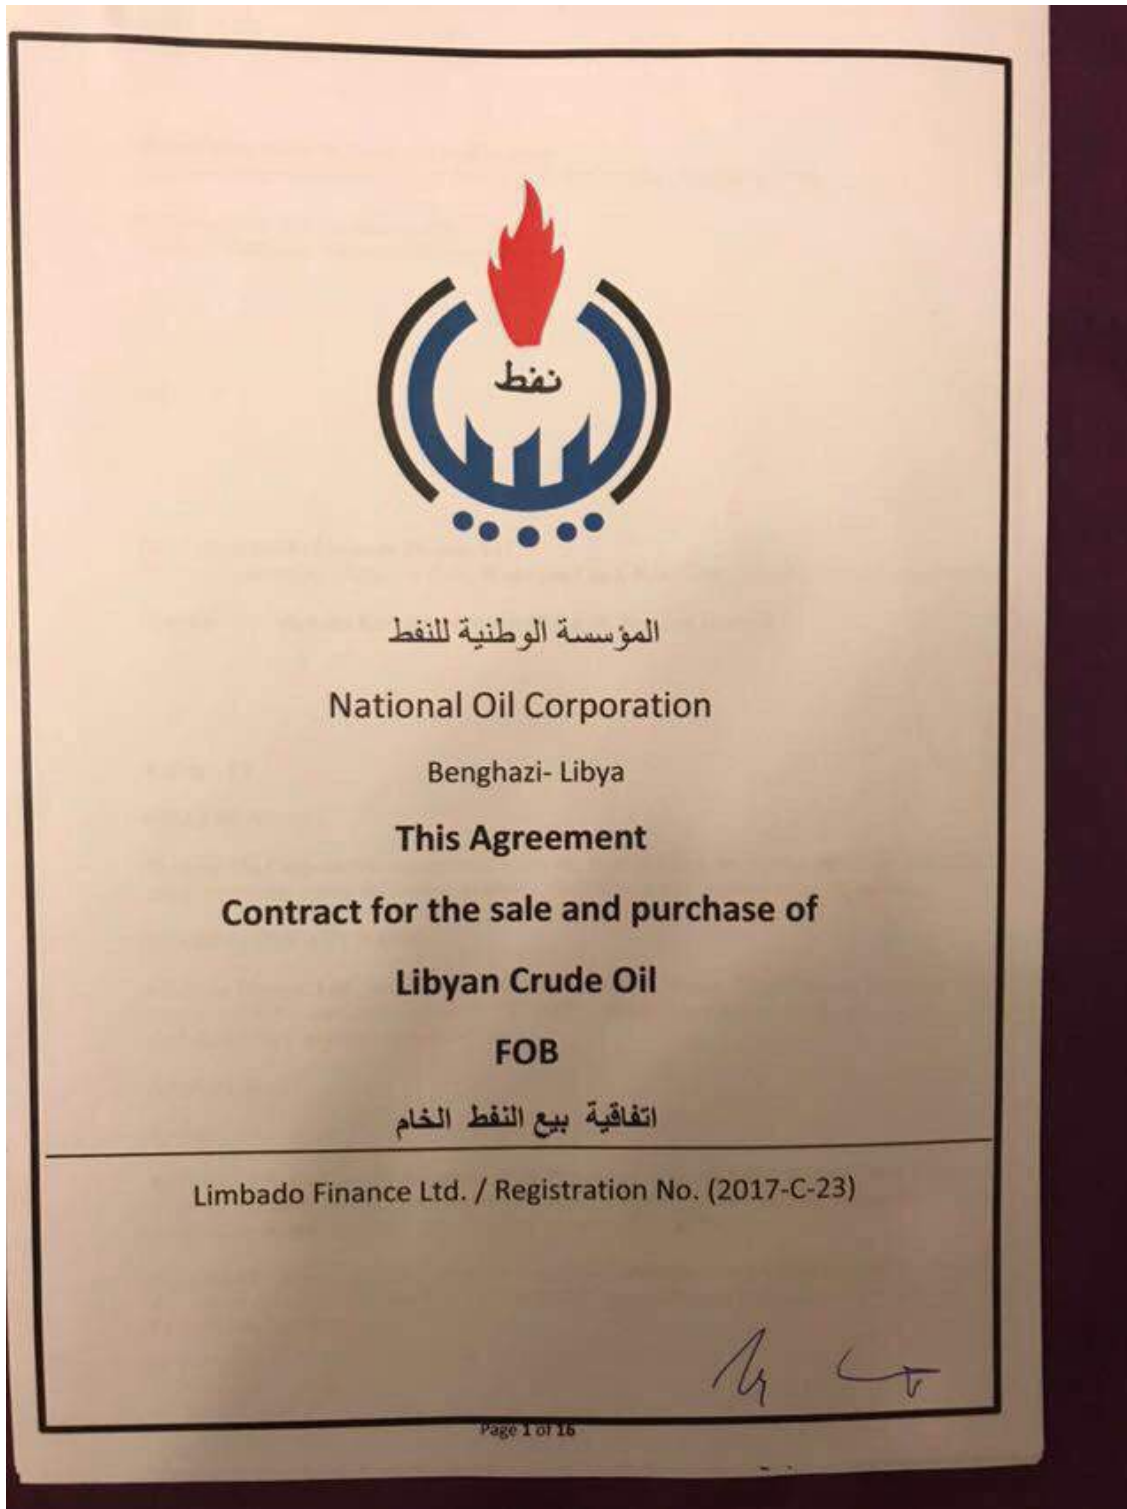 نفط
ليبيا
المؤسسة الوطنية للنفط
National Oil Corporation
Benghazi- Libya
This Agreement
Contract for the sale and purchase of
Libyan Crude Oil
FOB
اتفاقية بيع النفط الخام
Limbado Finance Ltd. / Registration No. (2017-C-23)
Page 1 of 16